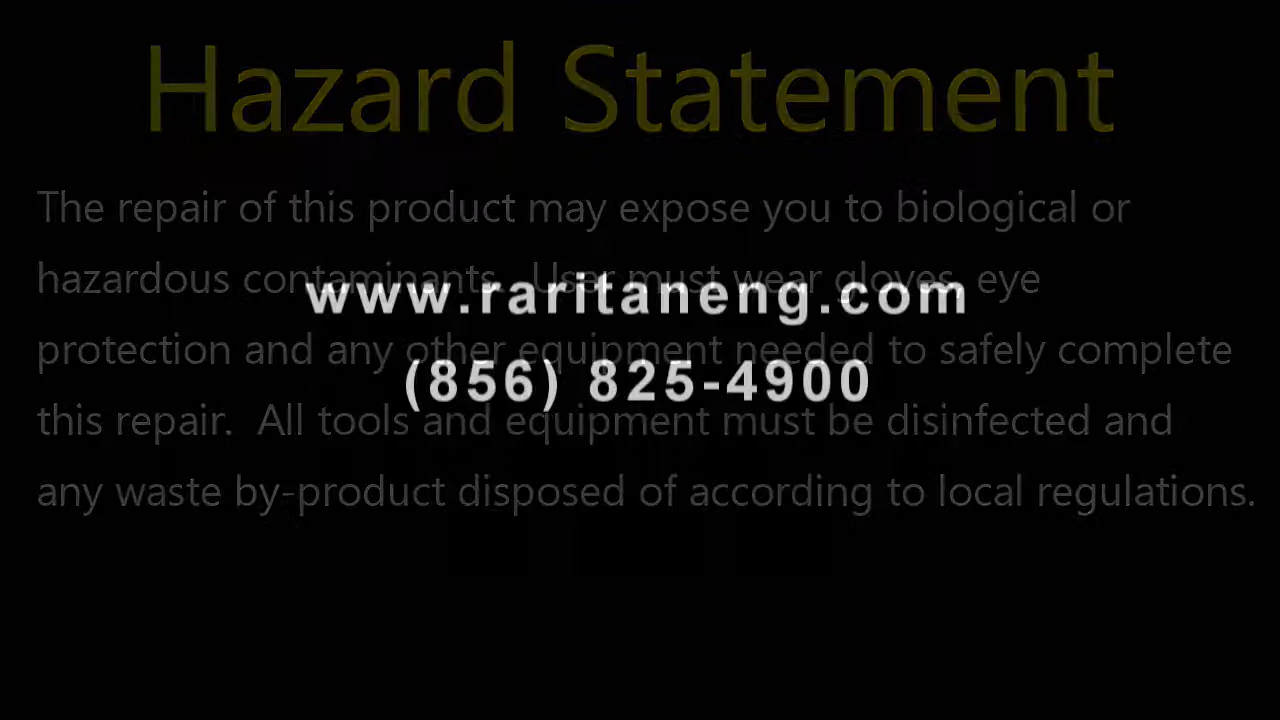 Hazard Statement
The repair of this product may expose you to biological or
hazardous contaminants. User must wear gloves, eye
www.raritaneng.com
protection and any other equipment needed to safely complete
(856) 825-4900
this repair. All tools and equipment must be disinfected and
any waste by-product disposed of according to local regulations.